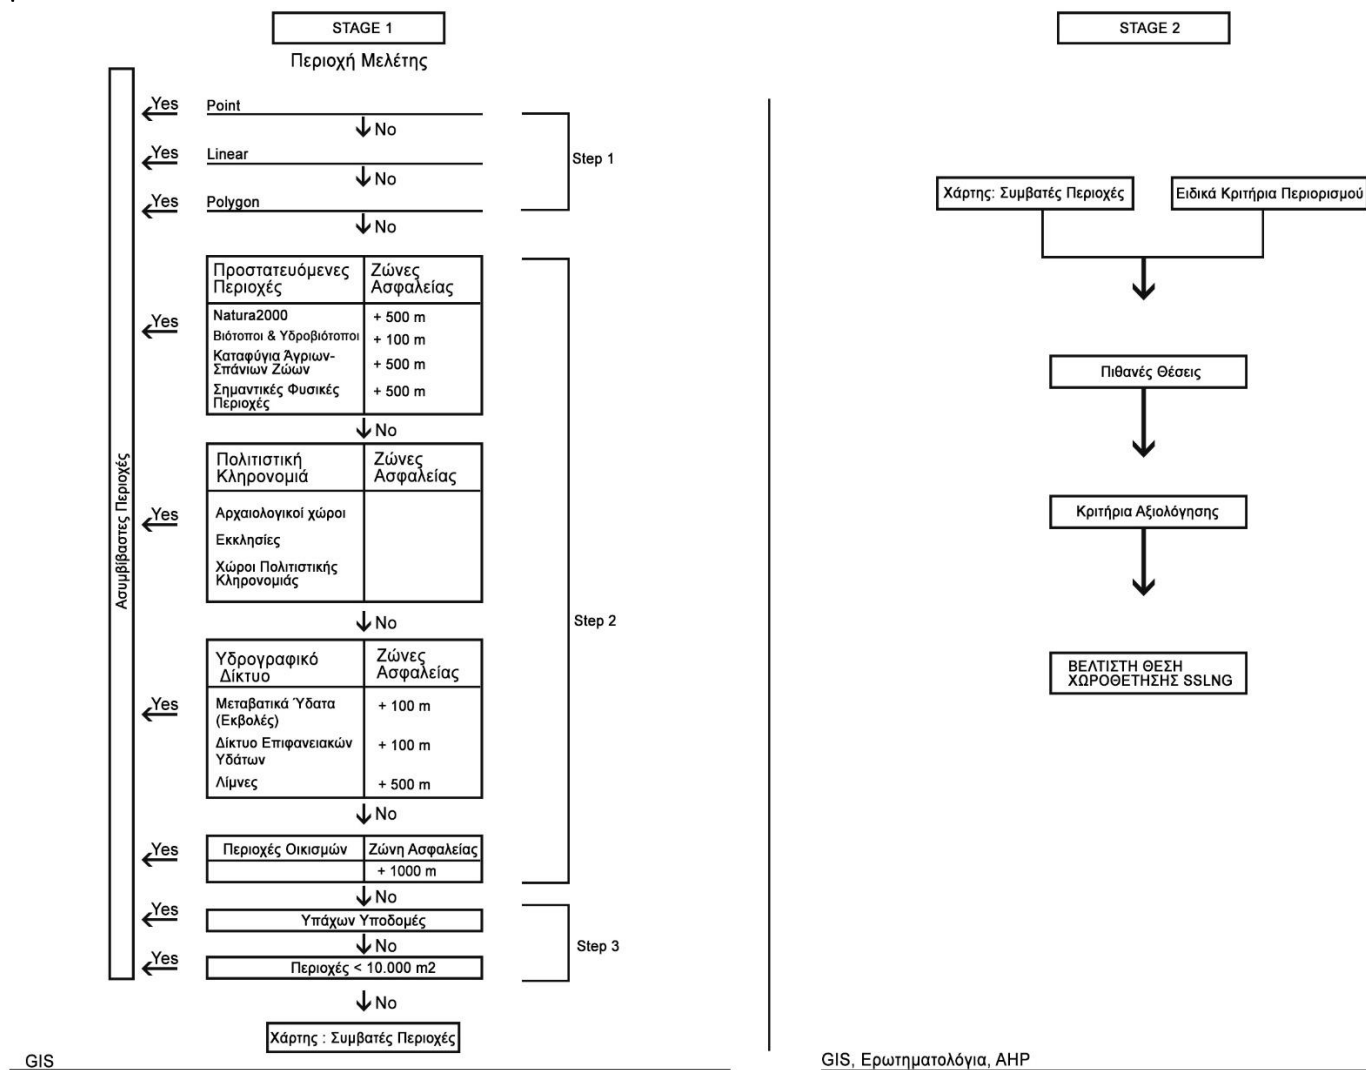 STAGE 1
Περιοχή Μελέτης
Yes
Point
No
Yes
Linear
No
Yes
Polygon
No
Step 1
Προστατευόμενες
Περιοχές
Ζώνες
Ασφαλείας
Yes
Natura2000
+ 500 m
Βιότοποι & Υδροβιότοποι
+ 100 m
Καταφύγια Άγριων-
Σπάνιων Ζώων
+ 500 m
Σημαντικές Φυσικές
Περιοχές
+ 500 m
No
Πολιτιστική
Κληρονομιά
Ζώνες
Ασφαλείας
Yes
Αρχαιολογικοί χώροι
Εκκλησίες
Χώροι Πολιτιστικής
Κληρονομιάς
No
Υδρογραφικό
Δίκτυο
Ζώνες
Ασφαλείας
Yes
Μεταβατικά Ύδατα
(Εκβολές)
+ 100 m
Δίκτυο Επιφανειακών
Υδάτων
+ 100 m
Λίμνες
+ 500 m
No
Yes
Περιοχές Οικισμών
Ζώνη Ασφαλείας
+ 1000 m
No
Step 2
Yes
Υπάχων Υποδομές
No
Yes
Περιοχές < 10.000 m2
Step 3
No
Χάρτης : Συμβατές Περιοχές
Ασυμβίβαστες Περιοχές
GIS
STAGE 2
Χάρτης: Συμβατές Περιοχές
Ειδικά Κριτήρια Περιορισμού
Πιθανές Θέσεις
Κριτήρια Αξιολόγησης
ΒΕΛΤΙΣΤΗ ΘΕΣΗ
ΧΩΡΟΘΕΤΗΣΗΣ SSLNG
GIS, Ερωτηματολόγια, AHP